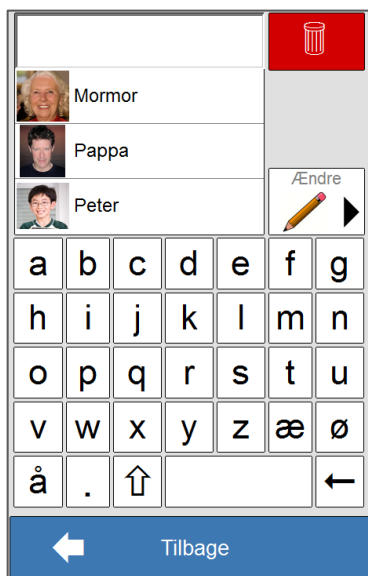 Mormor
Pappa
Peter
Ændre
a b c d e f g
h i j k l m n
o p q r s t u
v w x y z æ ø
å .
Tilbage